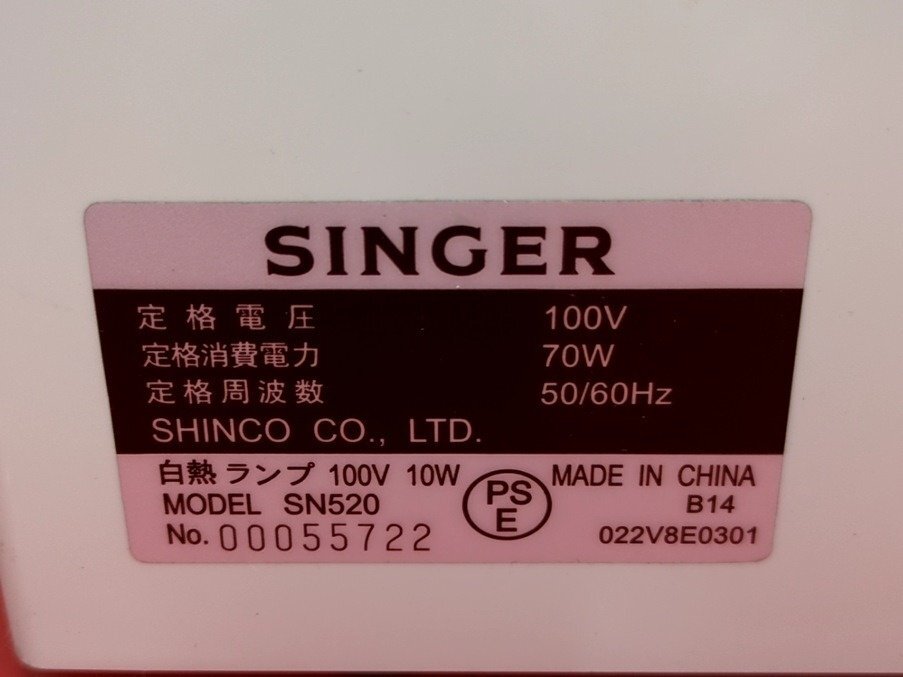 SINGER
定格電圧 100V
定格消費電力 70W
定格周波数 50/60Hz
SHINCO CO., LTD.
白熱ランプ 100V 10W
MODEL SN520
No. 00055722
PS
E
MADE IN CHINA
B14
022V8E0301